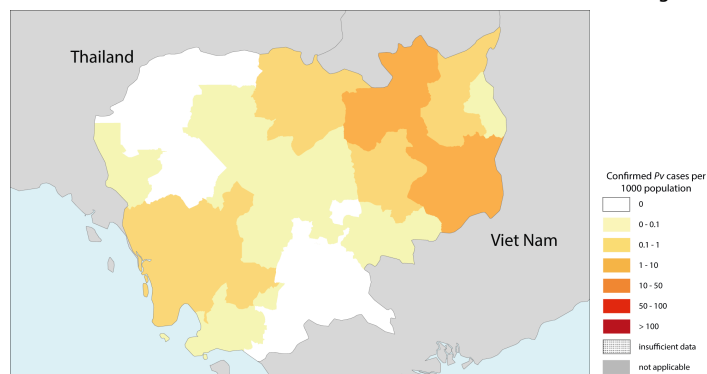 Thailand
Viet Nam
Confirmed Pv cases per
1000 population
0
0 - 0.1
0.1 - 1
1 - 10
10 - 50
50 - 100
> 100
insufficient data
not applicable